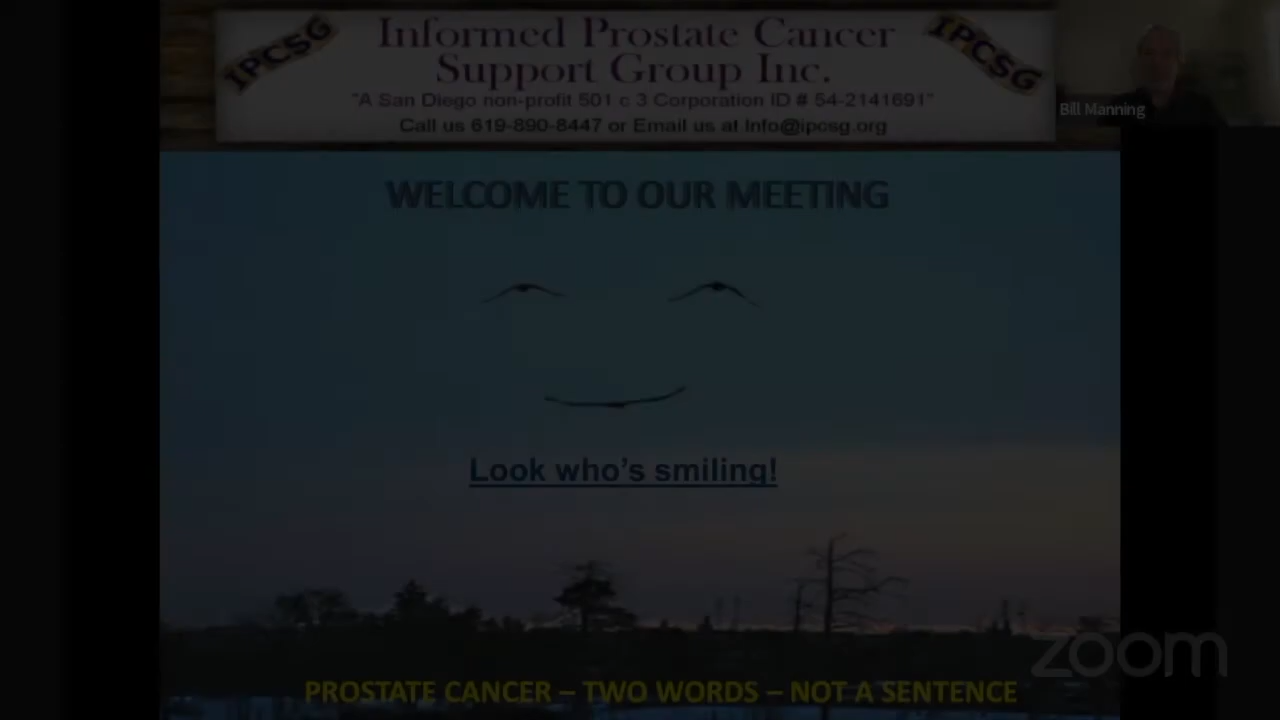 IPCSG
Informed Prostate Cancer
Support Group Inc.
IPCSG
"A San Diego non-profit 501 c 3 Corporation ID # 54-2141691"
Call us 619-890-8447 or Email us at Info@ipcsg.org
Bill Manning
WELCOME TO OUR MEETING
Look who's smiling!
zoom
PROSTATE CANCER – TWO WORDS – NOT A SENTENCE